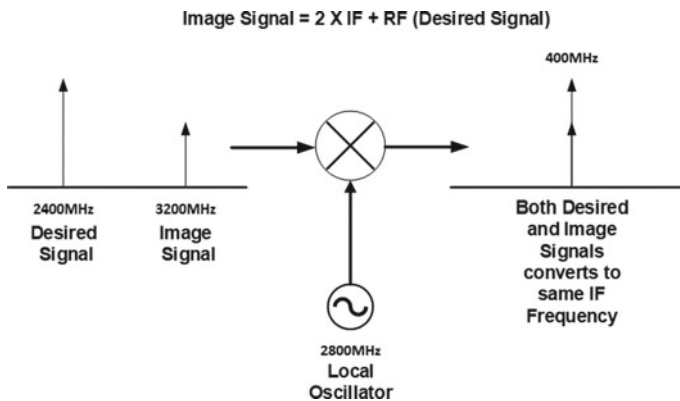 Image Signal = 2 X IF + RF (Desired Signal)
400MHz
2400MHz
Desired
Signal
3200MHz
Image
Signal
2800MHz
Local
Oscillator
Both Desired
and Image
Signals
converts to
same IF
Frequency